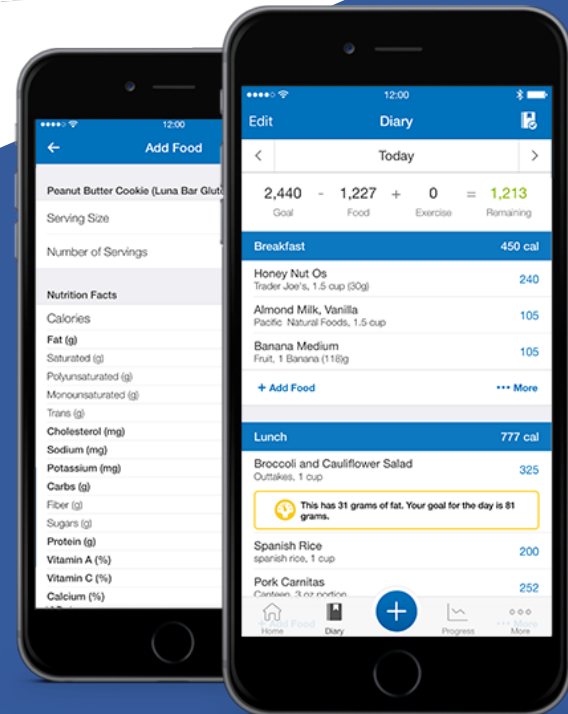 12:00
Add Food
Peanut Butter Cookie (Luna Bar
Serving Size
Number of Servings
Nutrition Facts
Calories
Fat (g)
Saturated (g)
Polyunsaturated (g)
Monounsaturated (g)
Trans (g)
Cholesterol (mg)
Sodium (mg)
Potassium (mg)
Carbs (g)
Fiber (g)
Sugars (g)
Protein (g)
Vitamin A (%)
Vitamin C (%)
Calcium (%)
12:00
Edit Diary
Today
2,440 - 1,227 + 0 = 1,213
Goal Food Exercise Remaining
Breakfast 450 cal
Honey Nut Os 240
Trader Joe's, 1.5 cup (30g)
Almond Milk, Vanilla 105
Pacific Natural Foods, 1.5 cup
Banana Medium 105
Fruit, 1 Banana (118)g
+ Add Food ••• More
Lunch 777 cal
Broccoli and Cauliflower Salad 325
Outtakes, 1 cup
This has 31 grams of fat. Your goal for the day is 81
grams.
Spanish Rice 200
spanish rice, 1 cup
Pork Carnitas 252
Canteen, 3 oz portion
+ Add Food ••• More
Home Diary Progress More